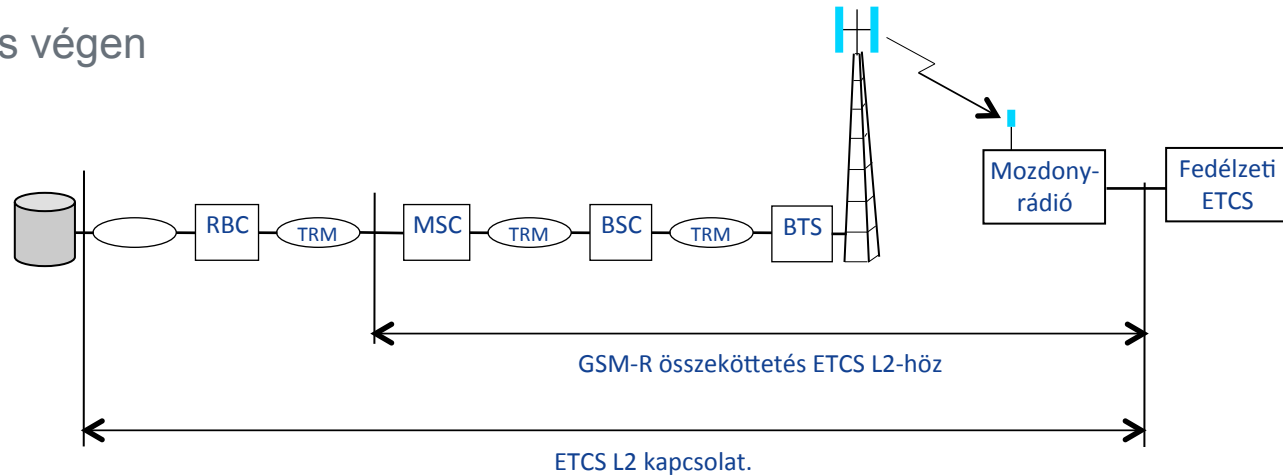 s végen
RBC
TRM
MSC
TRM
BSC
TRM
BTS
Mozdony-
rádió
Fedélzeti
ETCS
GSM-R összeköttetés ETCS L2-höz
ETCS L2 kapcsolat.